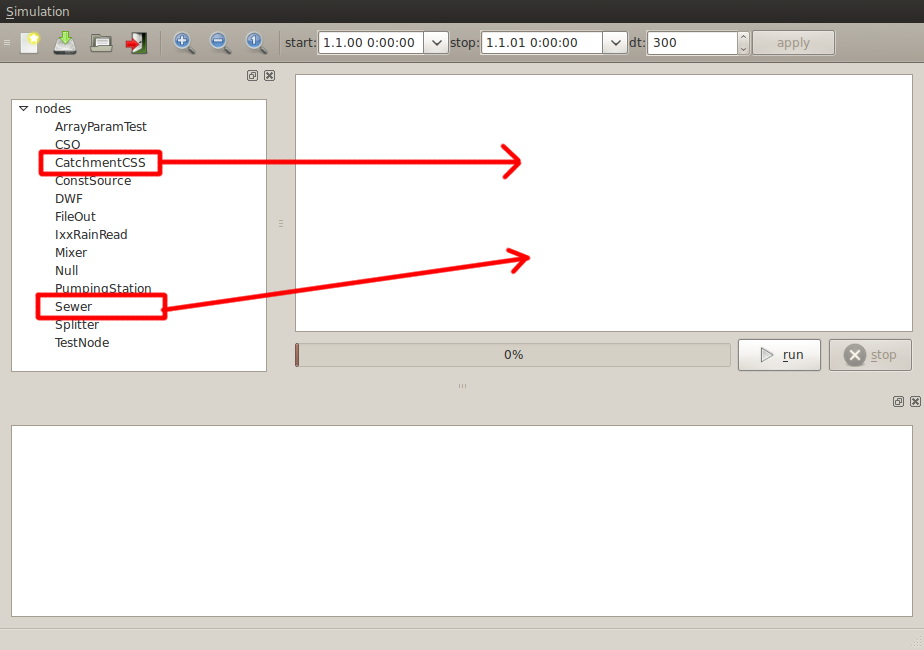 Simulation
start: 1.1.00 0:00:00 stop: 1.1.01 0:00:00 dt: 300 apply
nodes
ArrayParamTest
CSO
CatchmentCSS
ConstSource
DWF
FileOut
IxxRainRead
Mixer
Null
PumpingStation
Sewer
Splitter
TestNode
0% run stop